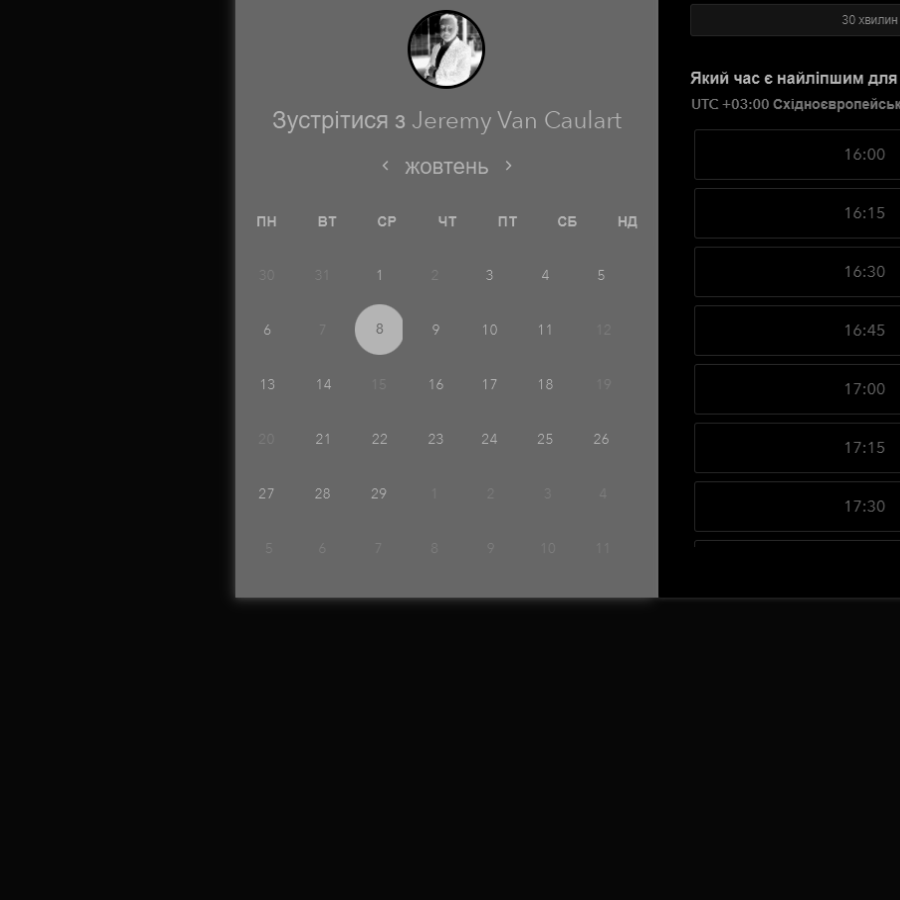 Зустрітися з Jeremy Van Caulart
жовтень
ПН ВТ СР ЧТ ПТ СБ НД
30 31 1 2 3 4 5
6 7 8 9 10 11 12
13 14 15 16 17 18 19
20 21 22 23 24 25 26
27 28 29 1 2 3 4
5 6 7 8 9 10 11
30 хвилин
Який час є найліпшим для
UTC +03:00
16:00
16:15
16:30
16:45
17:00
17:15
17:30